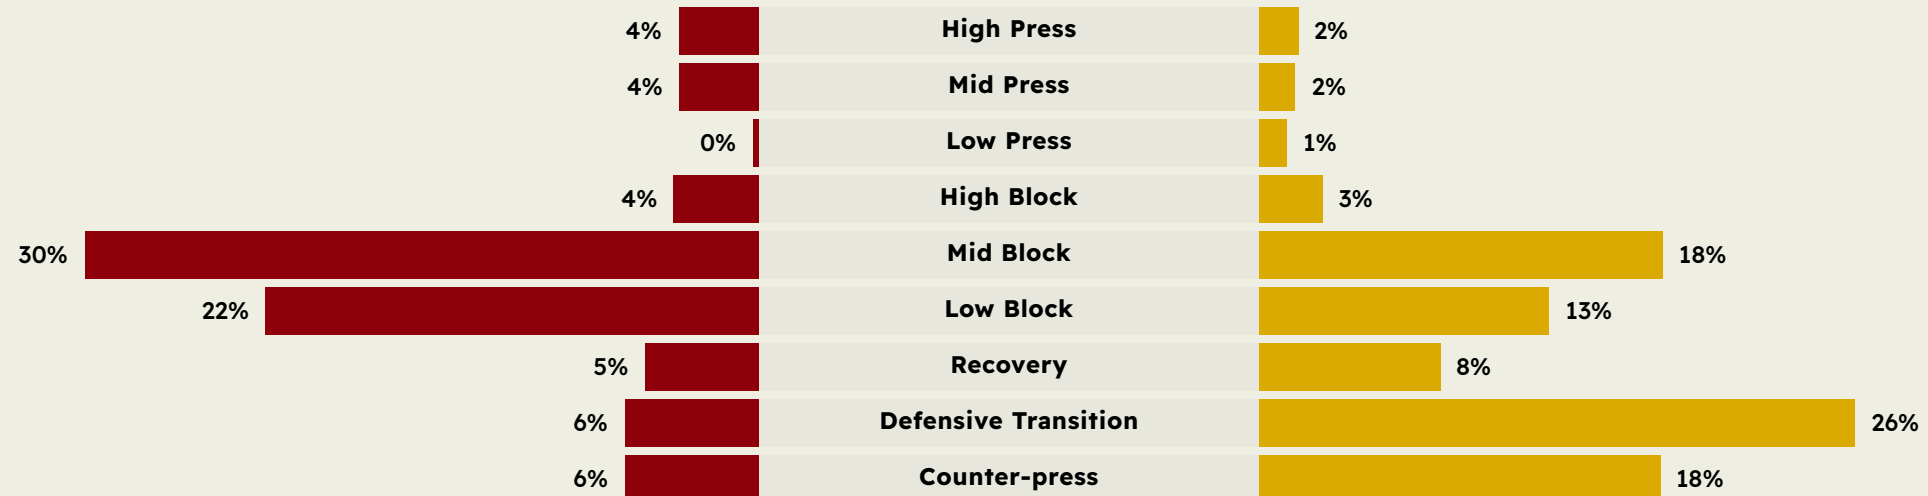 4% High Press 2%
4% Mid Press 2%
0% Low Press 1%
4% High Block 3%
30% Mid Block 18%
22% Low Block 13%
5% Recovery 8%
6% Defensive Transition 26%
6% Counter-press 18%